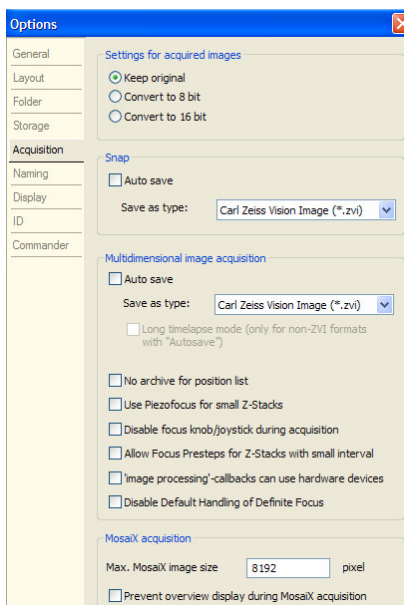 Options
General
Layout
Folder
Storage
Acquisition
Naming
Display
ID
Commander
Settings for acquired images
Keep original
Convert to 8 bit
Convert to 16 bit
Snap
Auto save
Save as type: Carl Zeiss Vision Image (*.zvi)
Multidimensional image acquisition
Auto save
Save as type: Carl Zeiss Vision Image (*.zvi)
Long timelapse mode (only for non-ZVI formats
with "Autosave")
No archive for position list
Use Piezofocus for small Z-Stacks
Disable focus knob/joystick during acquisition
Allow Focus Presteps for Z-Stacks with small interval
'image processing'-callbacks can use hardware devices
Disable Default Handling of Definite Focus
MosaiX acquisition
Max. MosaiX image size 8192 pixel
Prevent overview display during MosaiX acquisition